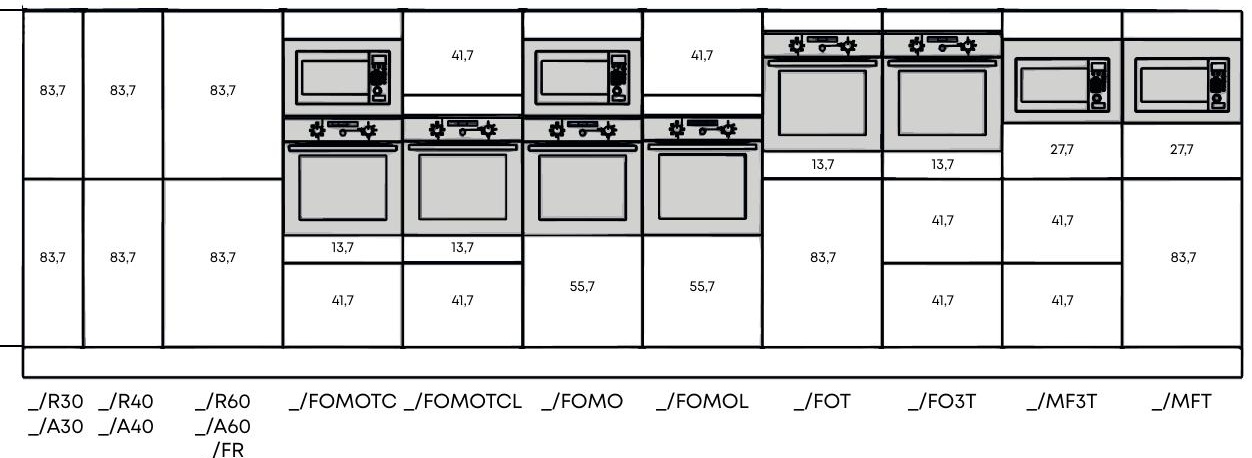 41,7 41,7
83,7 83,7 83,7
27,7 27,7
13,7 13,7
41,7 41,7
13,7 13,7
83,7 83,7 83,7 83,7 83,7
55,7 55,7
41,7 41,7 41,7 41,7
_/R30 _/R40 _/R60 _/FOMOTC _/FOMOTCL _/FOMO _/FOMOL _/FOT _/FO3T _/MF3T _/MFT
_/A30 _/A40 _/A60
_/FR